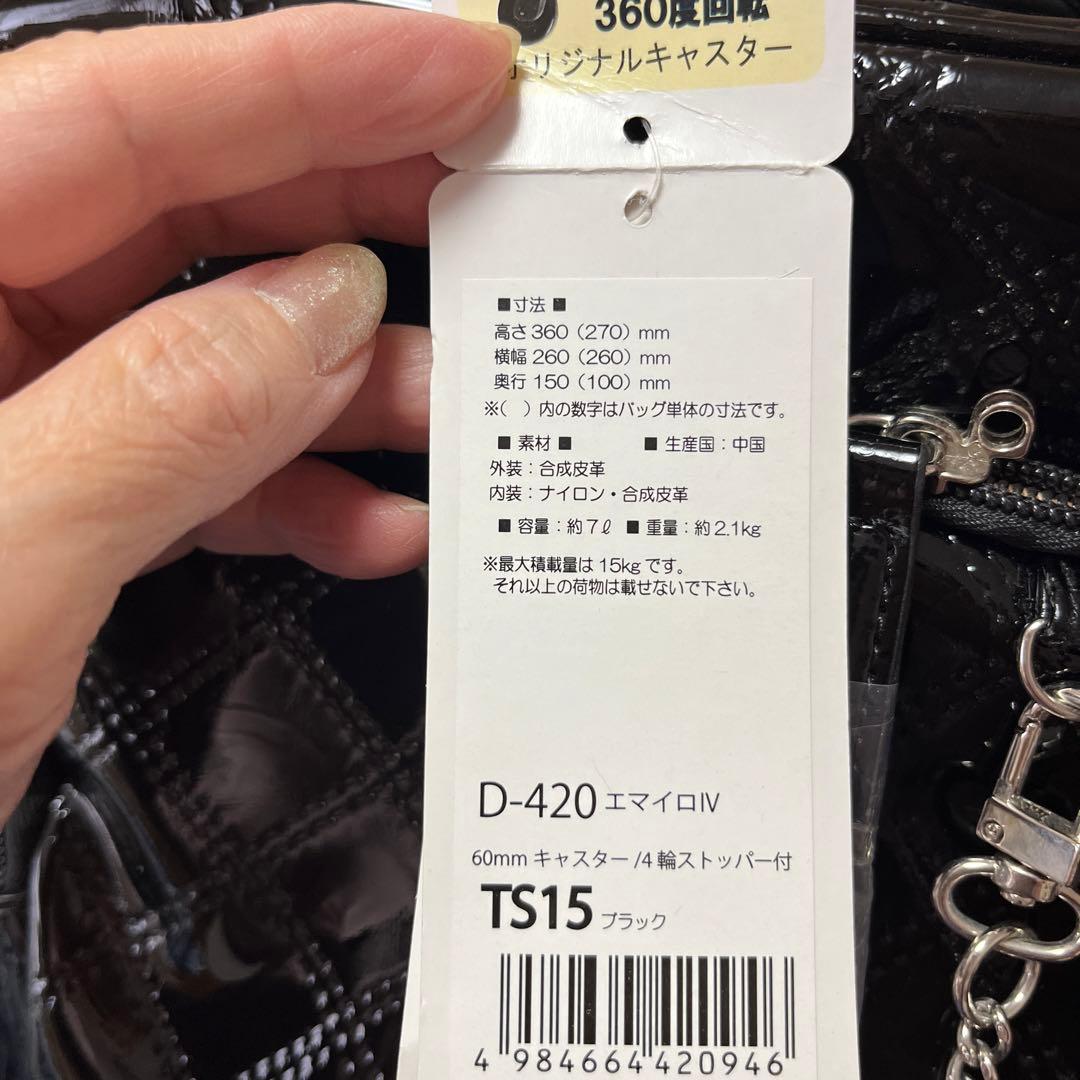 360度回転
オリジナルキャスター
■寸法■
高さ360（270）mm
横幅 260（260）mm
奥行 150（100）mm
※(　) 内の数字はバッグ単体の寸法です。
■ 素材 ■　■ 生産国：中国
外装：合成皮革
内装：ナイロン・合成皮革
■ 容量：約7ℓ ■ 重量：約2.1kg
※最大積載量は15kgです。
それ以上の荷物は載せないで下さい。
D-420 エマイロⅣ
60mm キャスター /4 輪ストッパー付
TS15 ブラック
4 984664 420946